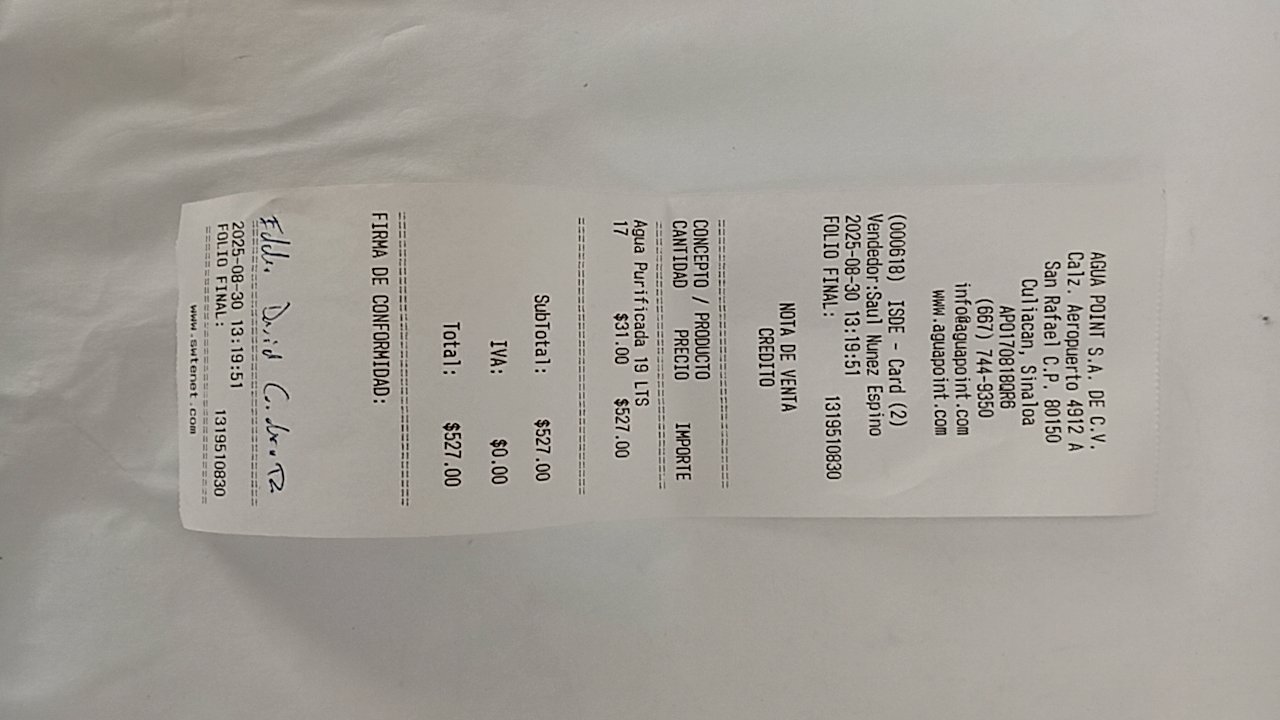 AGUA POINT S.A. DE C.V.
Calz. Aeropuerto 4912 A
San Rafael C.P. 80150
Culiacan, Sinaloa
APO170818QR6
(667) 744-9350
info@aguapoint.com
www.aguapoint.com
(000618) ISDE - Card (2)
Vendedor:Saul Nunez Espino
2025-08-30 13:19:51
FOLIO FINAL: 1319510830
NOTA DE VENTA
CREDITO
CONCEPTO / PRODUCTO
CANTIDAD PRECIO IMPORTE
Agua Purificada 19 LTS
17 $31.00 $527.00
SubTotal: $527.00
IVA: $0.00
Total: $527.00
FIRMA DE CONFORMIDAD:
David
2025-08-30 13:19:51
FOLIO FINAL: 1319510830
www.swtenot.com